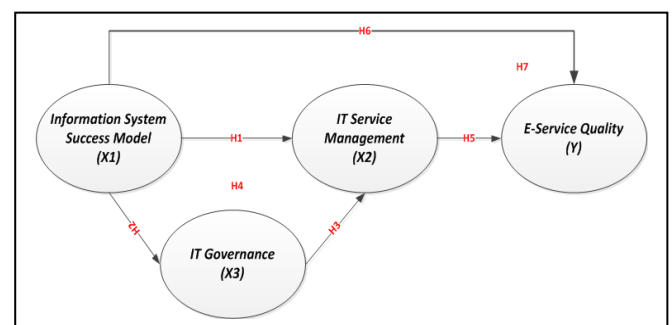 H6
H7
Information System
Success Model
(X1)
H1
IT Service
Management
(X2)
H5
E-Service Quality
(Y)
H4
H2
H3
IT Governance
(X3)